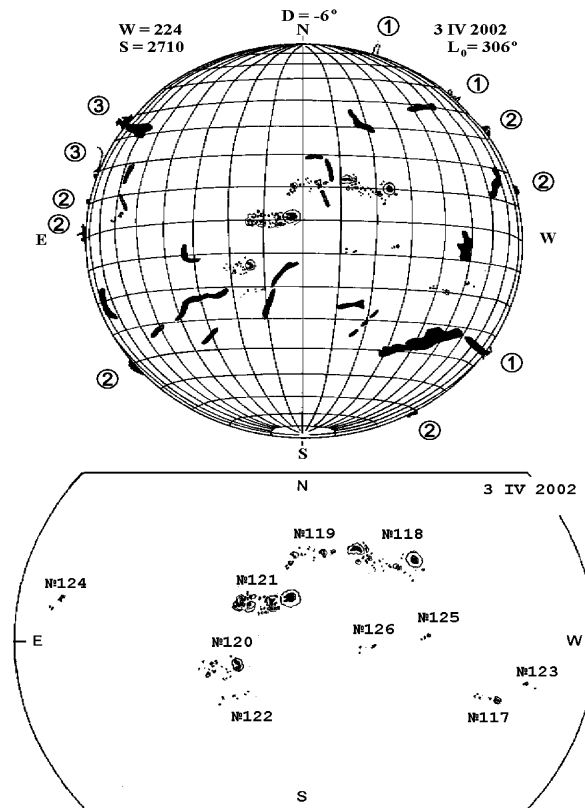 W = 224
S = 2710
D = -6°
N
3 IV 2002
L₀= 306°
①
①
③
②
③
②
②
②
E
W
①
②
②
S
N
3 IV 2002
№119
№118
№124
№121
№125
№126
E
W
№120
№123
№122
№117
S